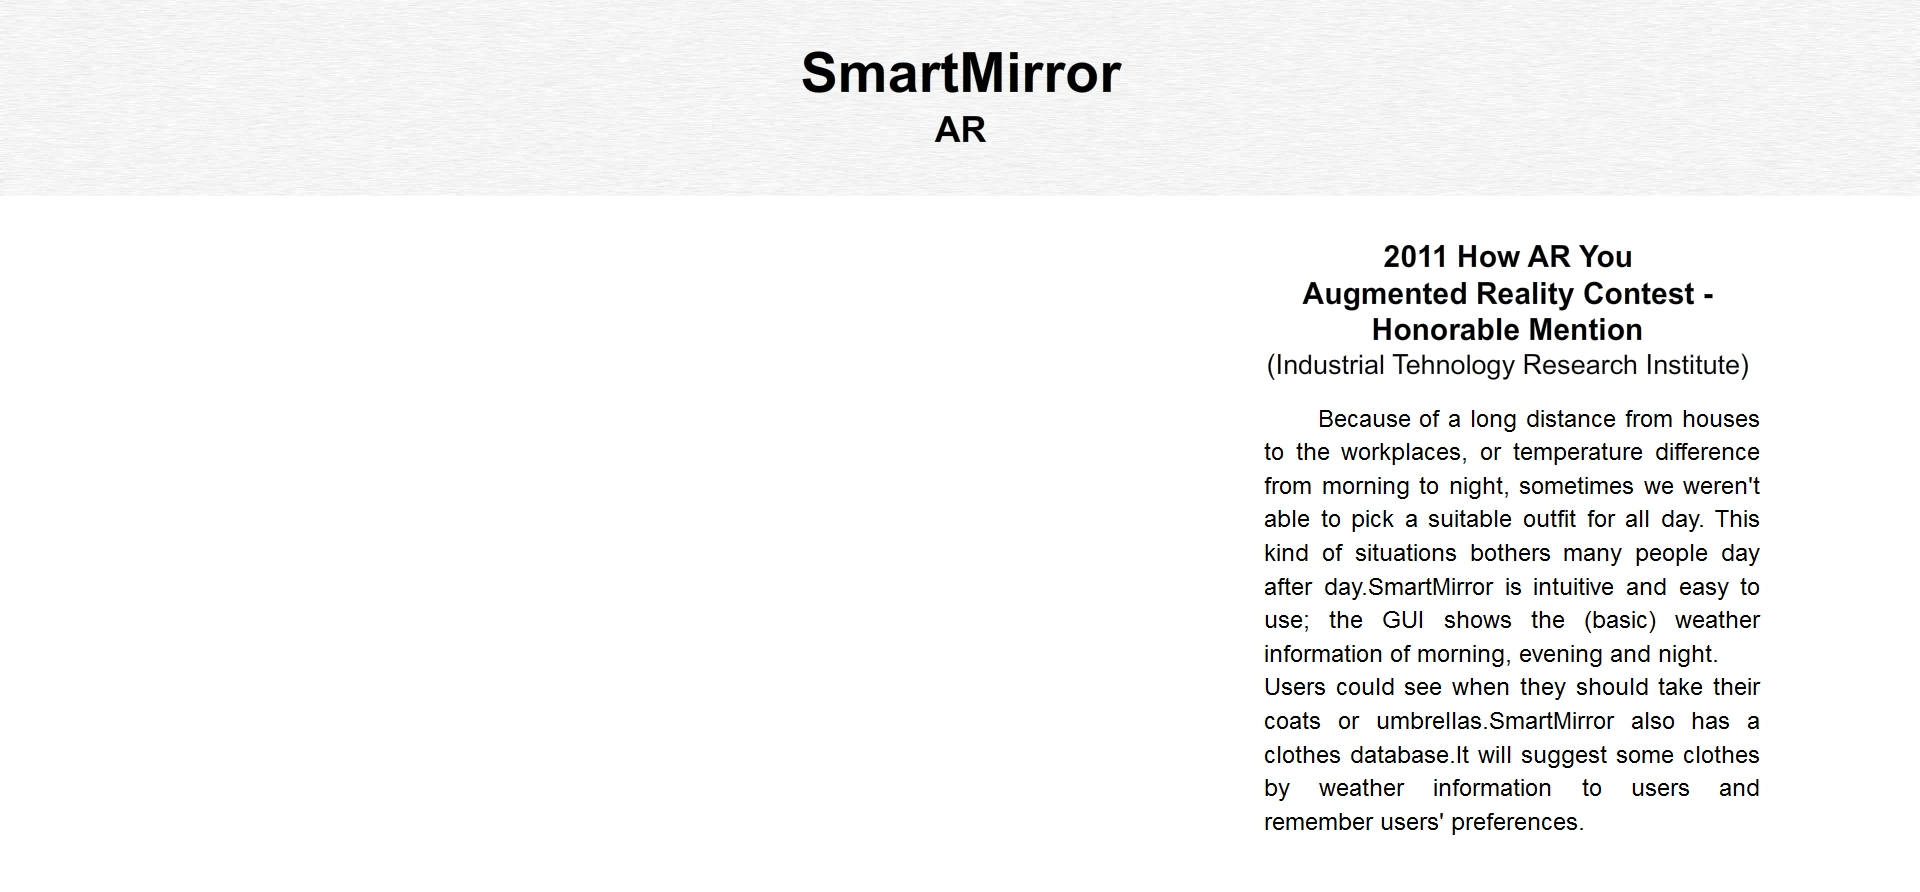 SmartMirror
AR
2011 How AR You
Augmented Reality Contest -
Honorable Mention
(Industrial Tehnology Research Institute)
Because of a long distance from houses
to the workplaces, or temperature difference
from morning to night, sometimes we weren't
able to pick a suitable outfit for all day. This
kind of situations bothers many people day
after day.SmartMirror is intuitive and easy to
use; the GUI shows the (basic) weather
information of morning, evening and night.
Users could see when they should take their
coats or umbrellas.SmartMirror also has a
clothes database.It will suggest some clothes
by weather information to users and
remember users' preferences.